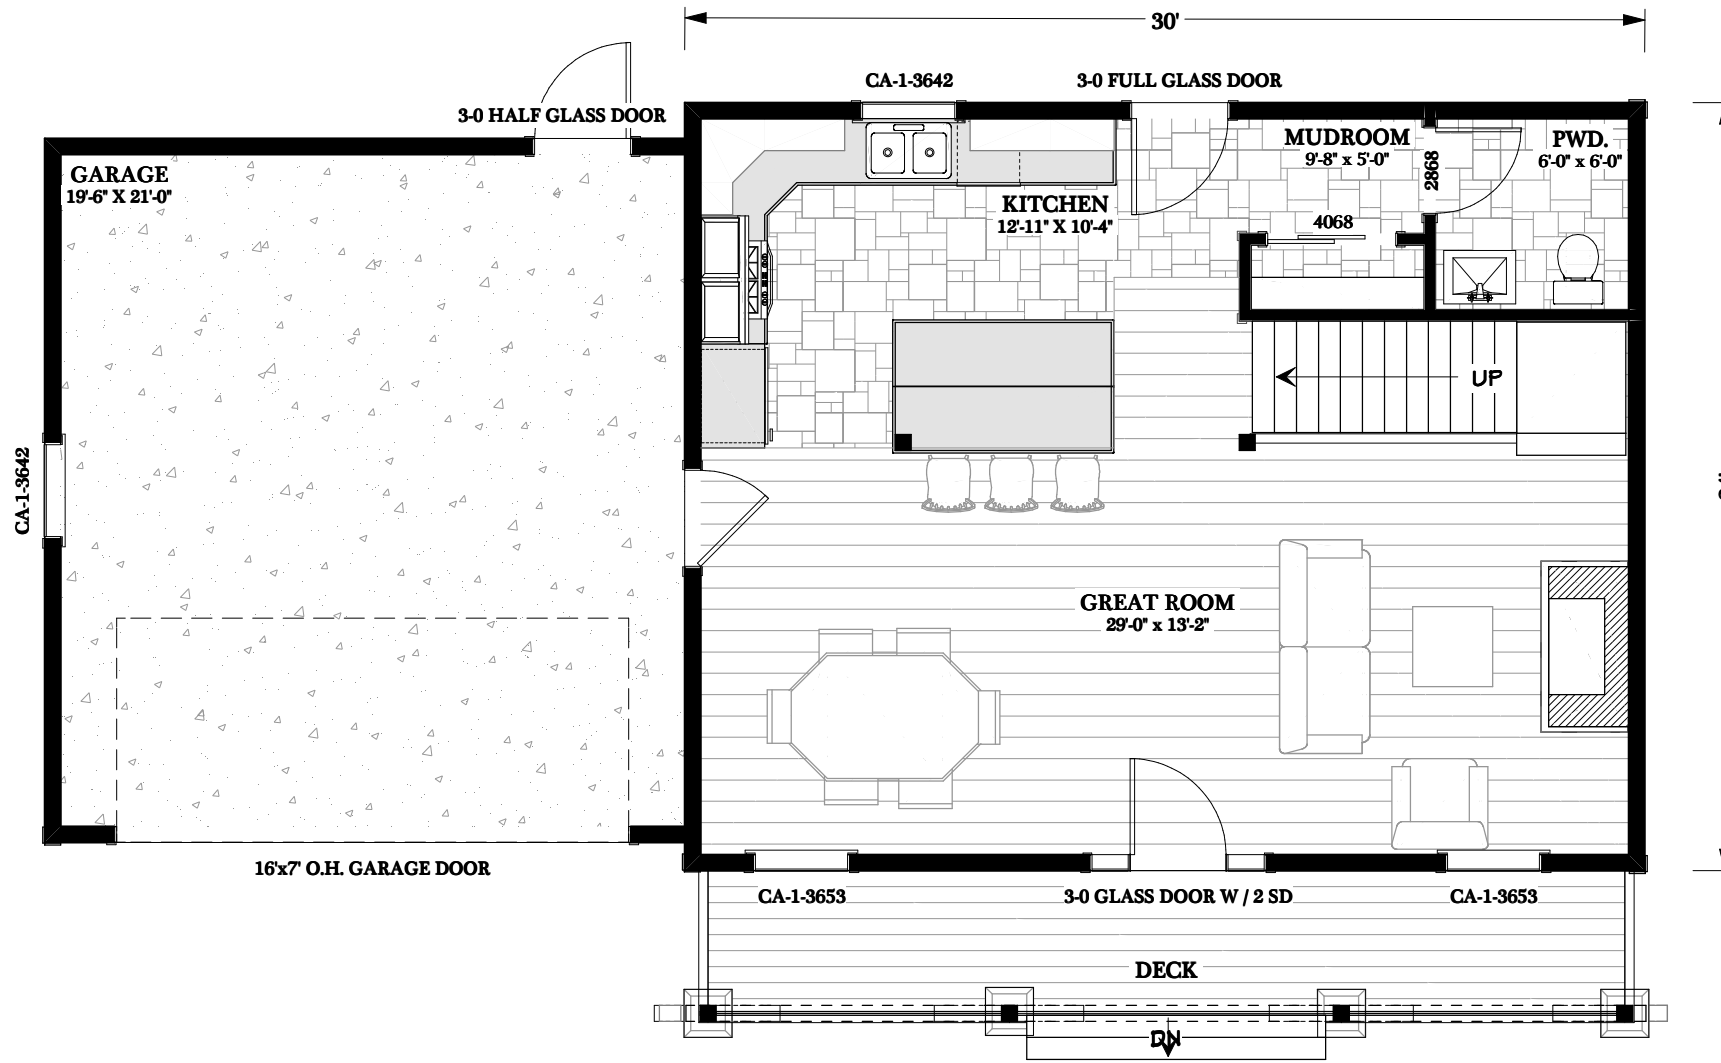 30'
CA-1-3642
3-0 FULL GLASS DOOR
3-0 HALF GLASS DOOR
MUDROOM
9'-8" x 5'-0"
2868
PWD.
6'-0" x 6'-0"
GARAGE
19'-6" X 21'-0"
KITCHEN
12'-11" X 10'-4"
4068
UP
CA-1-3642
GREAT ROOM
29'-0" x 13'-2"
16'x7' O.H. GARAGE DOOR
CA-1-3653
3-0 GLASS DOOR W / 2 SD
CA-1-3653
DECK
DN